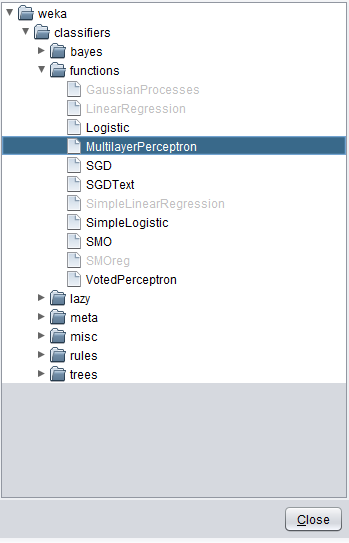 weka
classifiers
bayes
functions
GaussianProcesses
LinearRegression
Logistic
MultilayerPerceptron
SGD
SGDText
SimpleLinearRegression
SimpleLogistic
SMO
SMOreg
VotedPerceptron
lazy
meta
misc
rules
trees
Close